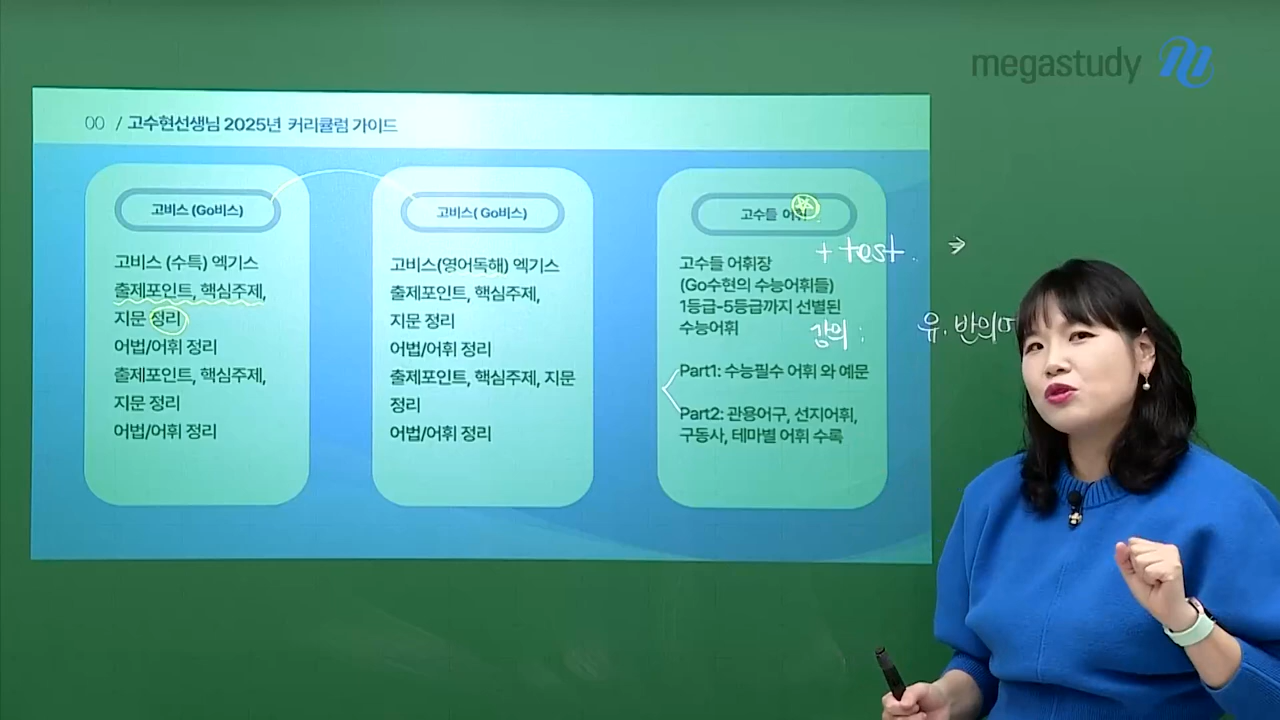 megastudy
00 / 고수현선생님 2025년 커리큘럼 가이드
고비스 (Go비스)
고비스 (수특) 엑기스
출제포인트, 핵심주제,
지문 정리
어법/어휘 정리
출제포인트, 핵심주제,
지문 정리
어법/어휘 정리
고비스( Go비스)
고비스(영어독해) 엑기스
출제포인트, 핵심주제,
지문 정리
어법/어휘 정리
출제포인트, 핵심주제, 지문
정리
어법/어휘 정리
고수들 어휘
+ test. →
고수들 어휘장
(Go수현의 수능어휘들)
1등급-5등급까지 선별된
수능어휘
강의 : 유. 반의어
Part1: 수능필수 어휘 와 예문
Part2: 관용어구, 선지어휘,
구동사, 테마별 어휘 수록